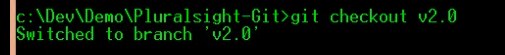 c:\Dev\Demo\Pluralsight-Git>git checkout v2.0
Switched to branch 'v2.0'